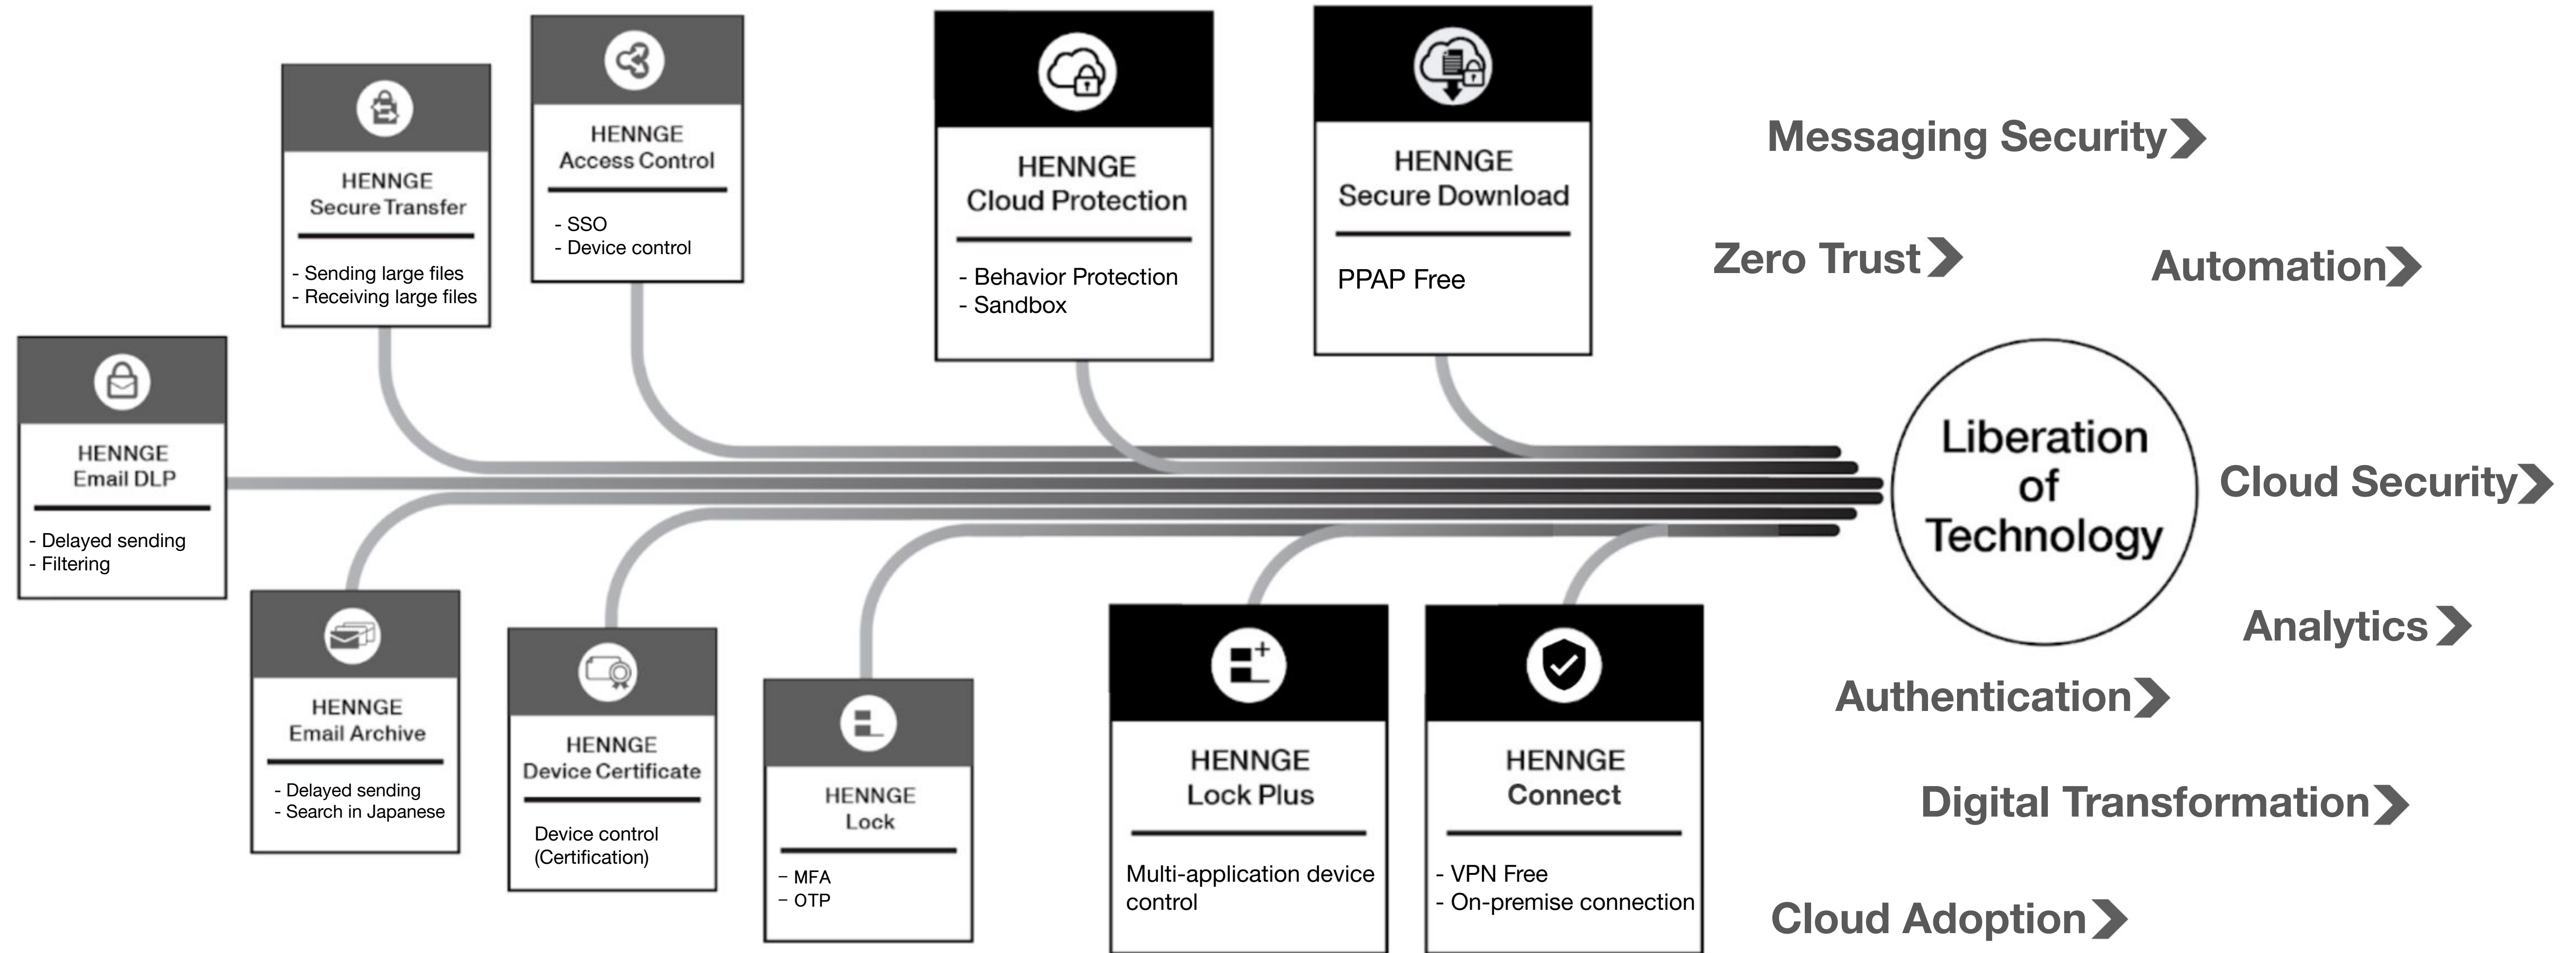 HENNGE
Email DLP
- Delayed sending
- Filtering
HENNGE
Secure Transfer
- Sending large files
- Receiving large files
HENNGE
Access Control
- SSO
- Device control
HENNGE
Cloud Protection
- Behavior Protection
- Sandbox
HENNGE
Secure Download
PPAP Free
HENNGE
Email Archive
- Delayed sending
- Search in Japanese
HENNGE
Device Certificate
Device control
(Certification)
HENNGE
Lock
– MFA
– OTP
HENNGE
Lock Plus
Multi-application device
control
HENNGE
Connect
- VPN Free
- On-premise connection
Liberation
of
Technology
Messaging Security
Zero Trust
Automation
Cloud Security
Analytics
Authentication
Digital Transformation
Cloud Adoption